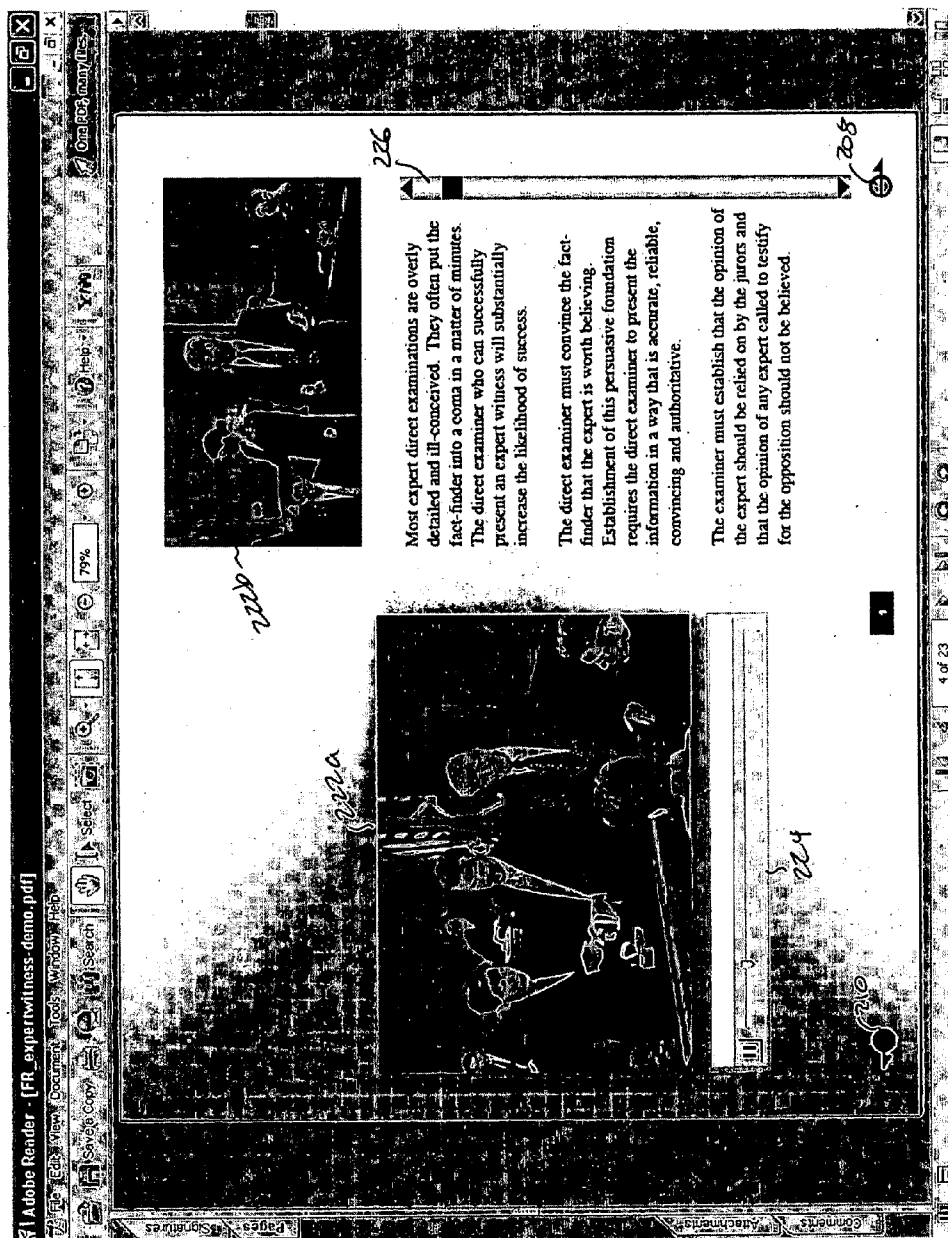 Adobe Reader - [FR_expertwitness-demo.pdf]
File Edit View Document Tools Window Help
Save a Copy Search Select 79% Help Y!
One PDF, many files.
Signatures
Pages
Attachments
Comments
222a
222b
Most expert direct examinations are overly
detailed and ill-conceived. They often put the
fact-finder into a coma in a matter of minutes.
The direct examiner who can successfully
present an expert witness will substantially
increase the likelihood of success.
The direct examiner must convince the fact-
finder that the expert is worth believing.
Establishment of this persuasive foundation
requires the direct examiner to present the
information in a way that is accurate, reliable,
convincing and authoritative.
The examiner must establish that the opinion of
the expert should be relied on by the jurors and
that the opinion of any expert called to testify
for the opposition should not be believed.
226
224
210
208
1
4 of 23